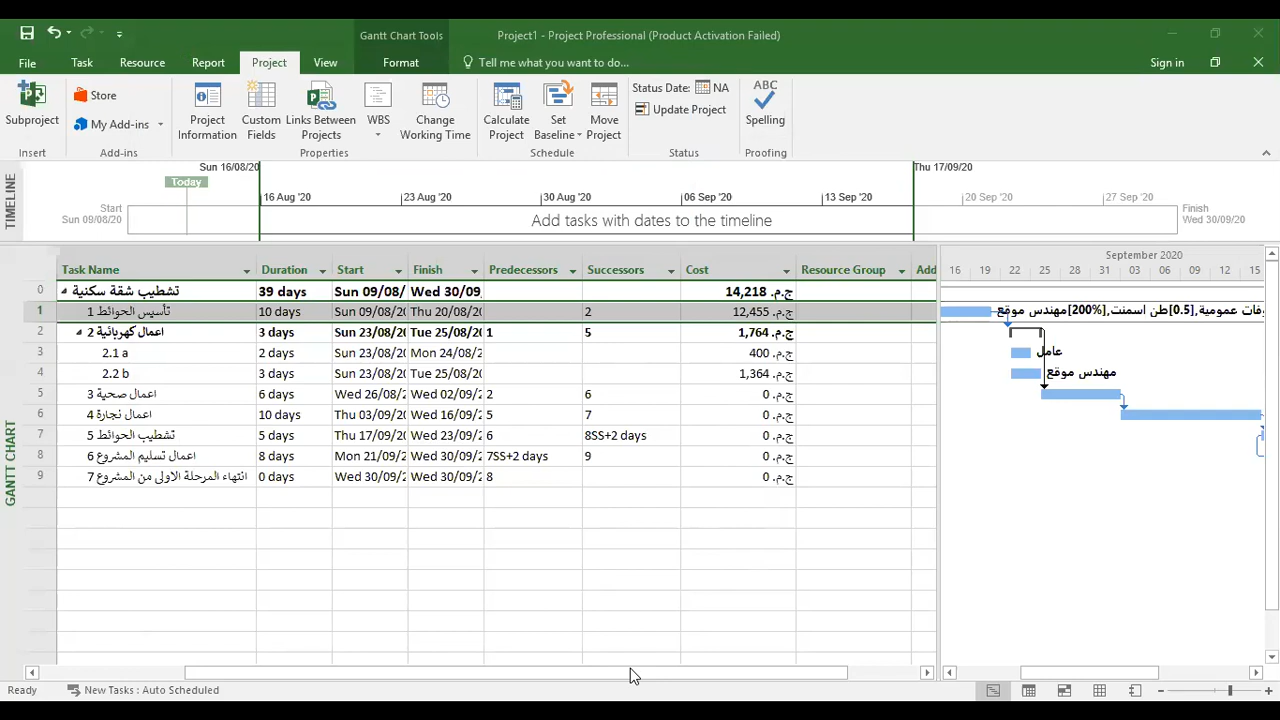 Gantt Chart Tools
Project1 - Project Professional (Product Activation Failed)
File Task Resource Report Project View Format Tell me what you want to do... Sign in
Subproject
Store
My Add-ins
Project Information
Custom Fields
Links Between Projects
WBS
Change Working Time
Calculate Project
Set Baseline
Move Project
Status Date: NA
Update Project
ABC
Spelling
Insert Add-ins Properties Schedule Status Proofing
TIMELINE
Sun 16/08/20 Thu 17/09/20
Today
16 Aug '20 23 Aug '20 30 Aug '20 06 Sep '20 13 Sep '20 20 Sep '20 27 Sep '20
Start
Sun 09/08/20
Add tasks with dates to the timeline
Finish
Wed 30/09/20
GANTT CHART
Task Name Duration Start Finish Predecessors Successors Cost Resource Group Add
September 2020
16 19 22 25 28 31 03 06 09 12 15
0 تشطيب شقة سكنية 39 days Sun 09/08/ Wed 30/09. ج.م. 14,218
1 1 تأسيس الحوائط 10 days Sun 09/08/20 Thu 20/08/20 2 ج.م. 12,455
وفات عمومية,[0.5]طن اسمنت,[200%]مهندس موقع
2 2 اعمال كهربائية 3 days Sun 23/08/ Tue 25/08/ 1 5 ج.م. 1,764
3 2.1 a 2 days Sun 23/08/20 Mon 24/08/20 ج.م. 400
عامل
4 2.2 b 3 days Sun 23/08/20 Tue 25/08/20 ج.م. 1,364
مهندس موقع
5 3 اعمال صحية 6 days Wed 26/08/ Wed 02/09/2 2 6 ج.م. 0
6 4 اعمال نجارة 10 days Thu 03/09/2 Wed 16/09/2 5 7 ج.م. 0
7 5 تشطيب الحوائط 5 days Thu 17/09/20 Wed 23/09/2 6 8SS+2 days ج.م. 0
8 6 اعمال تسليم المشروع 8 days Mon 21/09/2 Wed 30/09/2 7SS+2 days 9 ج.م. 0
9 7 انتهاء المرحلة الاولى من المشروع 0 days Wed 30/09/2 Wed 30/09/2 8 ج.م. 0
Ready New Tasks : Auto Scheduled